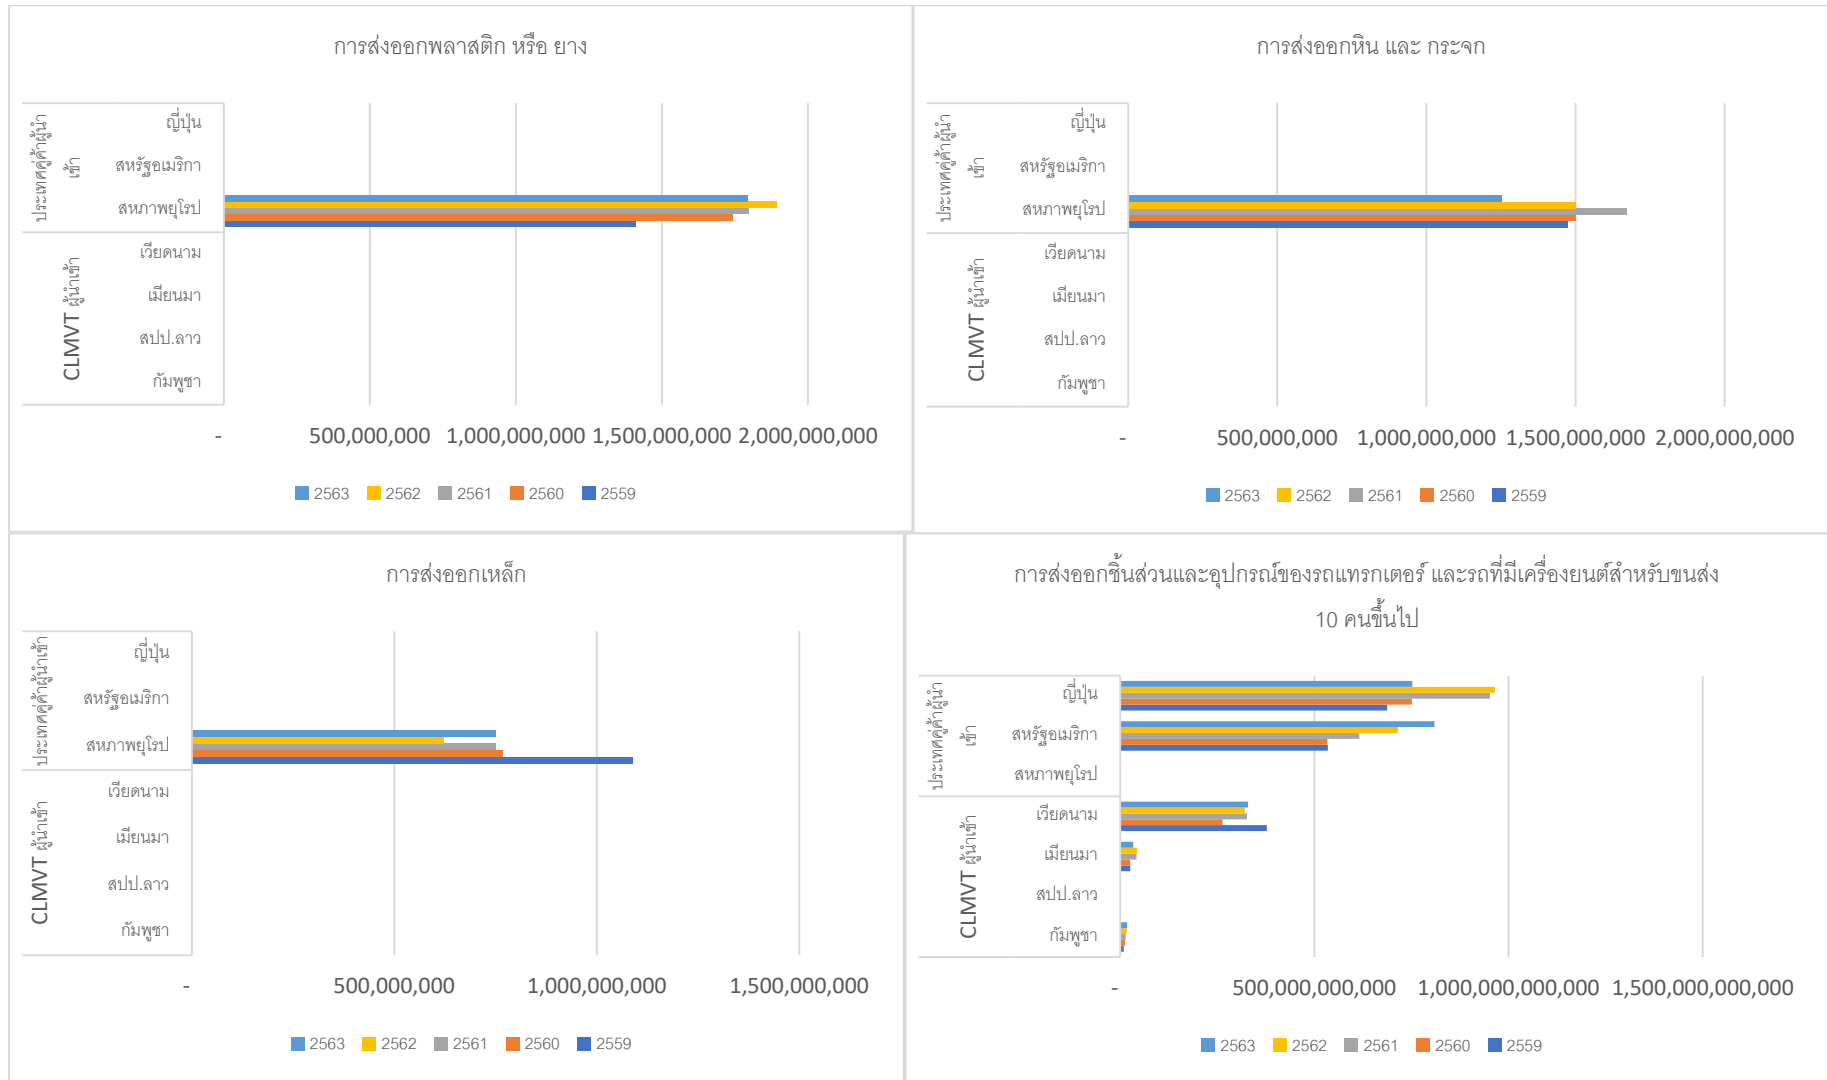 การส่งออกพลาสติก หรือ ยาง
ประเทศคู่ค้าผู้นำ
เข้า
ญี่ปุ่น
สหรัฐอเมริกา
สหภาพยุโรป
CLMVT ผู้นำเข้า
เวียดนาม
เมียนมา
สปป.ลาว
กัมพูชา
- 500,000,000 1,000,000,000 1,500,000,000 2,000,000,000
2563 2562 2561 2560 2559
การส่งออกหิน และ กระจก
ประเทศคู่ค้าผู้นำ
เข้า
ญี่ปุ่น
สหรัฐอเมริกา
สหภาพยุโรป
CLMVT ผู้นำเข้า
เวียดนาม
เมียนมา
สปป.ลาว
กัมพูชา
- 500,000,000 1,000,000,000 1,500,000,000 2,000,000,000
2563 2562 2561 2560 2559
การส่งออกเหล็ก
ประเทศคู่ค้าผู้นำเข้า
ญี่ปุ่น
สหรัฐอเมริกา
สหภาพยุโรป
CLMVT ผู้นำเข้า
เวียดนาม
เมียนมา
สปป.ลาว
กัมพูชา
- 500,000,000 1,000,000,000 1,500,000,000
2563 2562 2561 2560 2559
การส่งออกชิ้นส่วนและอุปกรณ์ของรถแทรกเตอร์ และรถที่มีเครื่องยนต์สำหรับขนส่ง
10 คนขึ้นไป
ประเทศคู่ค้าผู้นำ
เข้า
ญี่ปุ่น
สหรัฐอเมริกา
สหภาพยุโรป
CLMVT ผู้นำเข้า
เวียดนาม
เมียนมา
สปป.ลาว
กัมพูชา
- 500,000,000,000 1,000,000,000,000 1,500,000,000,000
2563 2562 2561 2560 2559